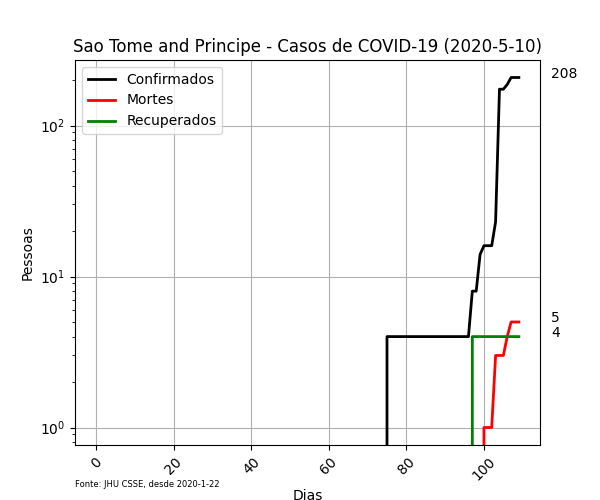 Sao Tome and Principe - Casos de COVID-19 (2020-5-10)
Confirmados
Mortes
Recuperados
208
5
4
Pessoas
10²
10¹
10⁰
0 20 40 60 80 100
Fonte: JHU CSSE, desde 2020-1-22
Dias